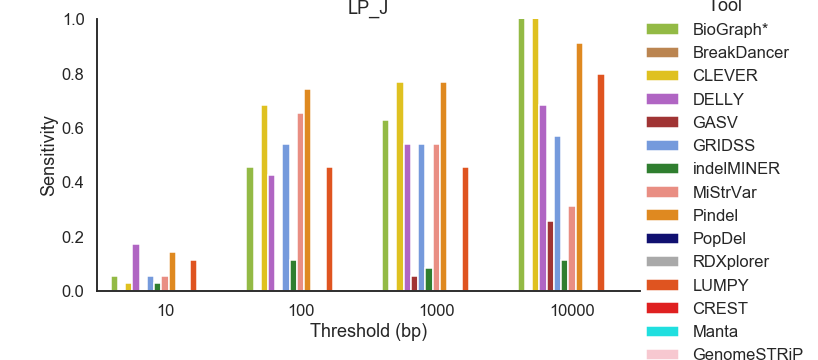 LP_J
Tool
1.0
0.8
0.6
0.4
0.2
0.0
Sensitivity
10
100
1000
10000
Threshold (bp)
BioGraph*
BreakDancer
CLEVER
DELLY
GASV
GRIDSS
indelMINER
MiStrVar
Pindel
PopDel
RDXplorer
LUMPY
CREST
Manta
GenomeSTRiP